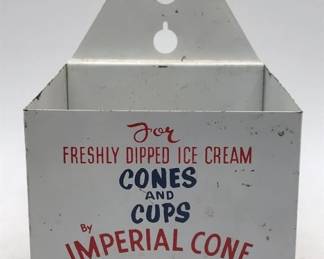 For
FRESHLY DIPPED ICE CREAM
CONES
AND
CUPS
By
IMPERIAL CONE